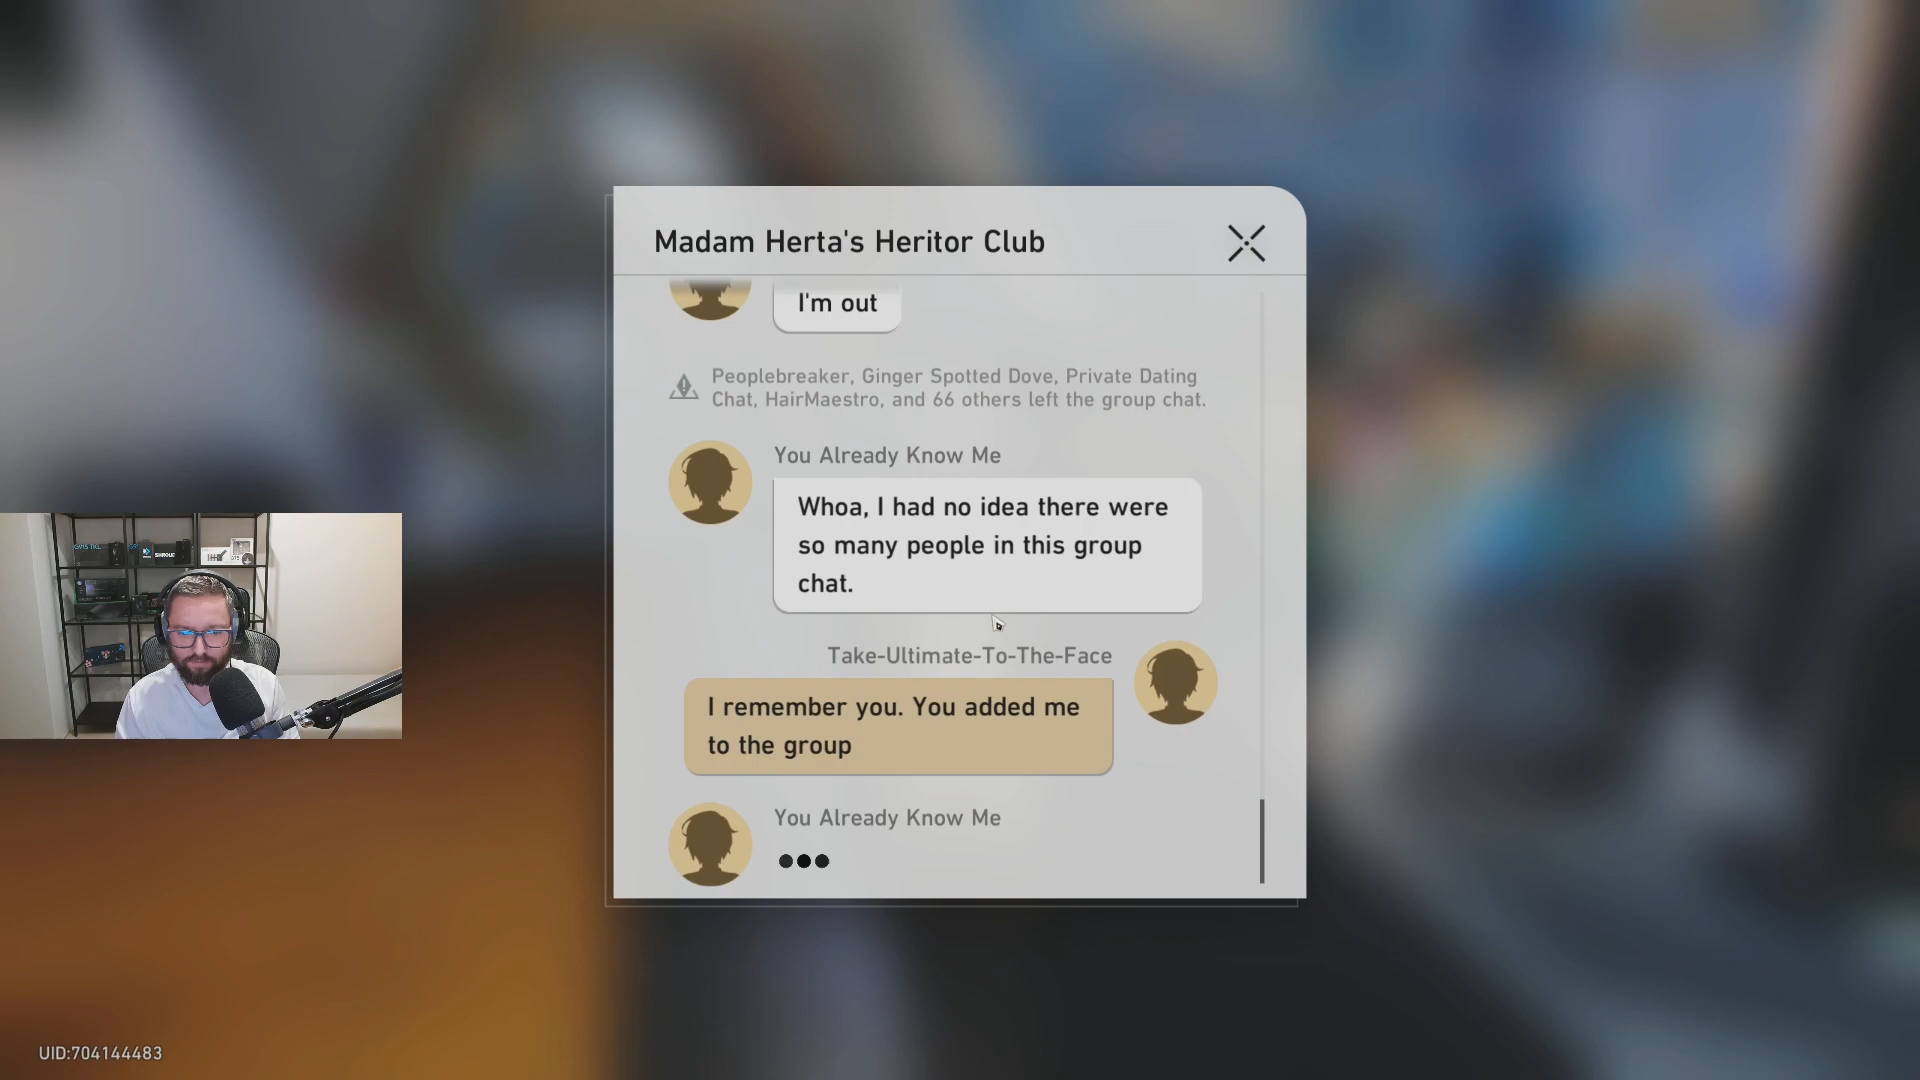 Madam Herta's Heritor Club
I'm out
Peoplebreaker, Ginger Spotted Dove, Private Dating
Chat, HairMaestro, and 66 others left the group chat.
You Already Know Me
Whoa, I had no idea there were
so many people in this group
chat.
Take-Ultimate-To-The-Face
I remember you. You added me
to the group
You Already Know Me
SHROUD
UID:704144483